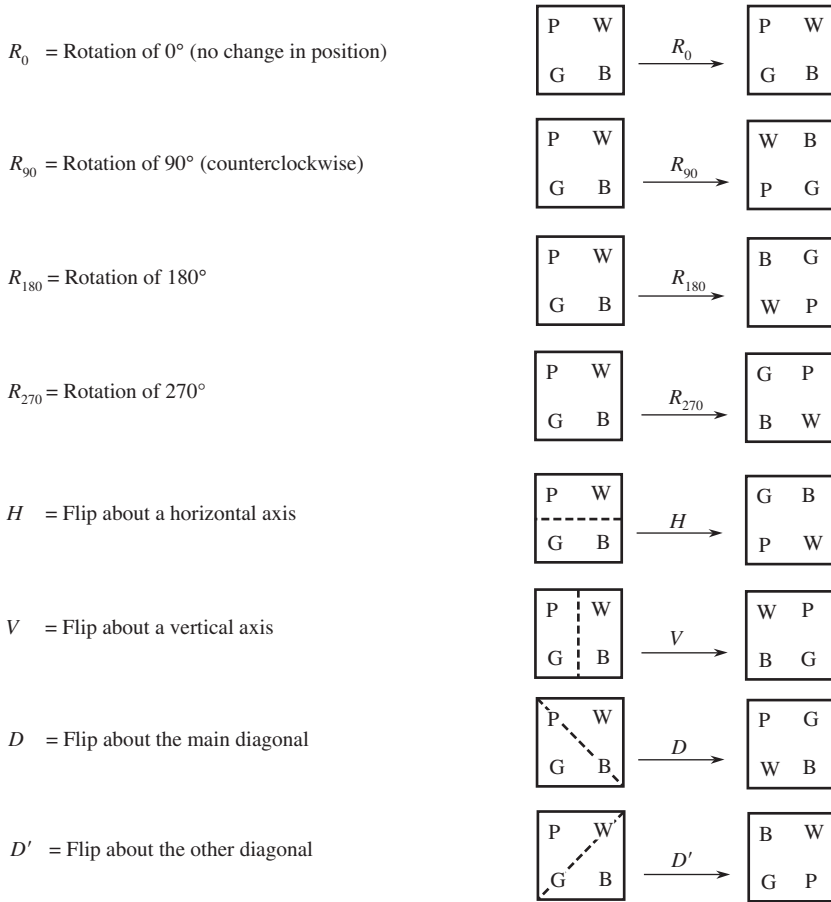 P W P W
R0 = Rotation of 0° (no change in position) R0
G B G B
P W W B
R90 = Rotation of 90° (counterclockwise) R90
G B P G
P W B G
R180 = Rotation of 180° R180
G B W P
P W G P
R270 = Rotation of 270° R270
G B B W
P W G B
H = Flip about a horizontal axis H
G B P W
P W W P
V = Flip about a vertical axis V
G B B G
P W P G
D = Flip about the main diagonal D
G B W B
P W B W
D′ = Flip about the other diagonal D′
G B G P